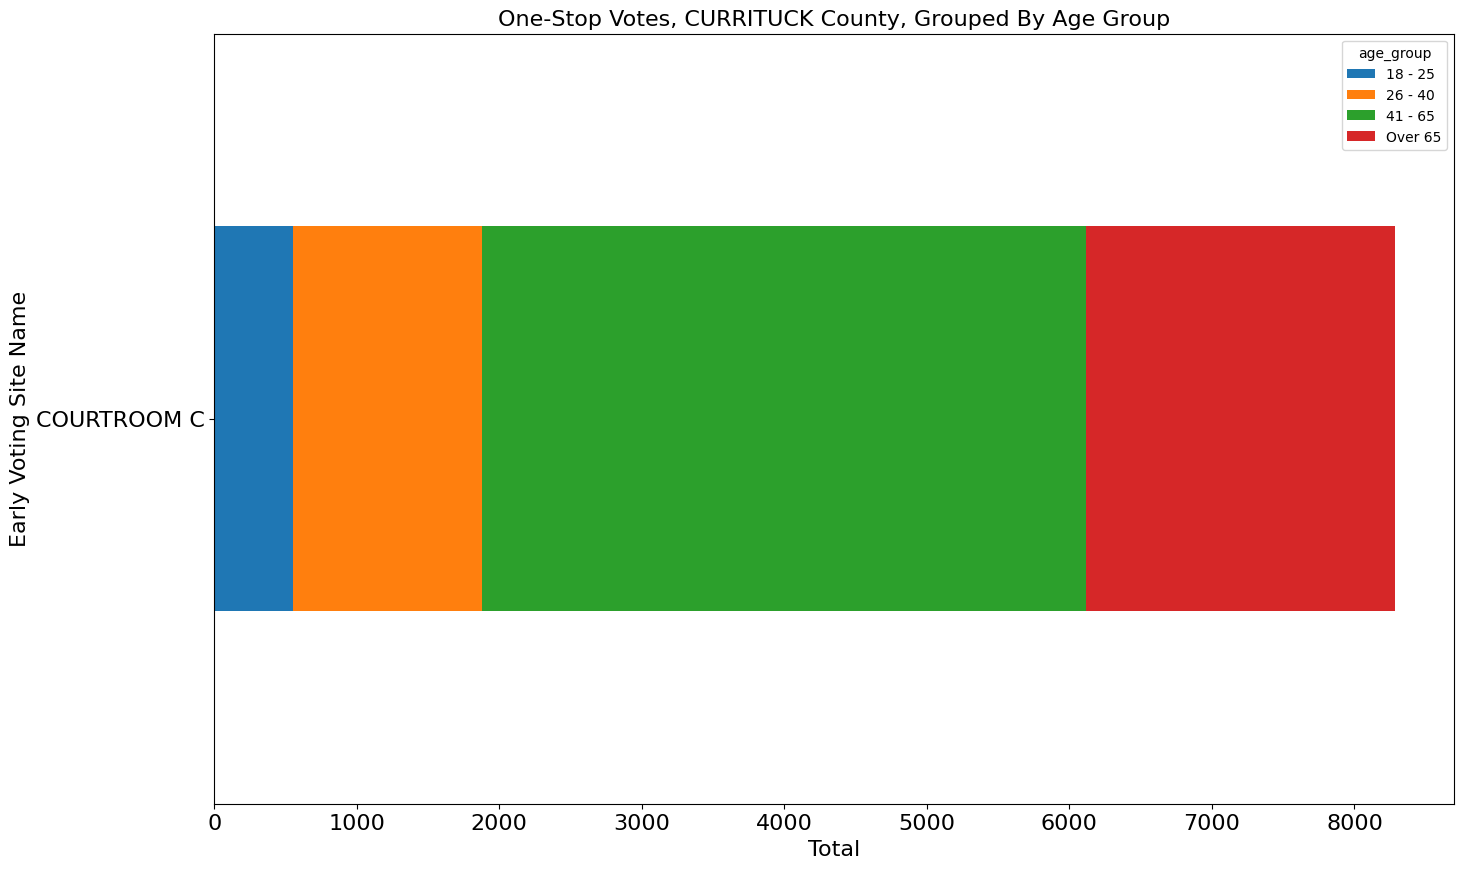 One-Stop Votes, CURRITUCK County, Grouped By Age Group
age_group
18 - 25
26 - 40
41 - 65
Over 65
Early Voting Site Name
COURTROOM C
0 1000 2000 3000 4000 5000 6000 7000 8000
Total